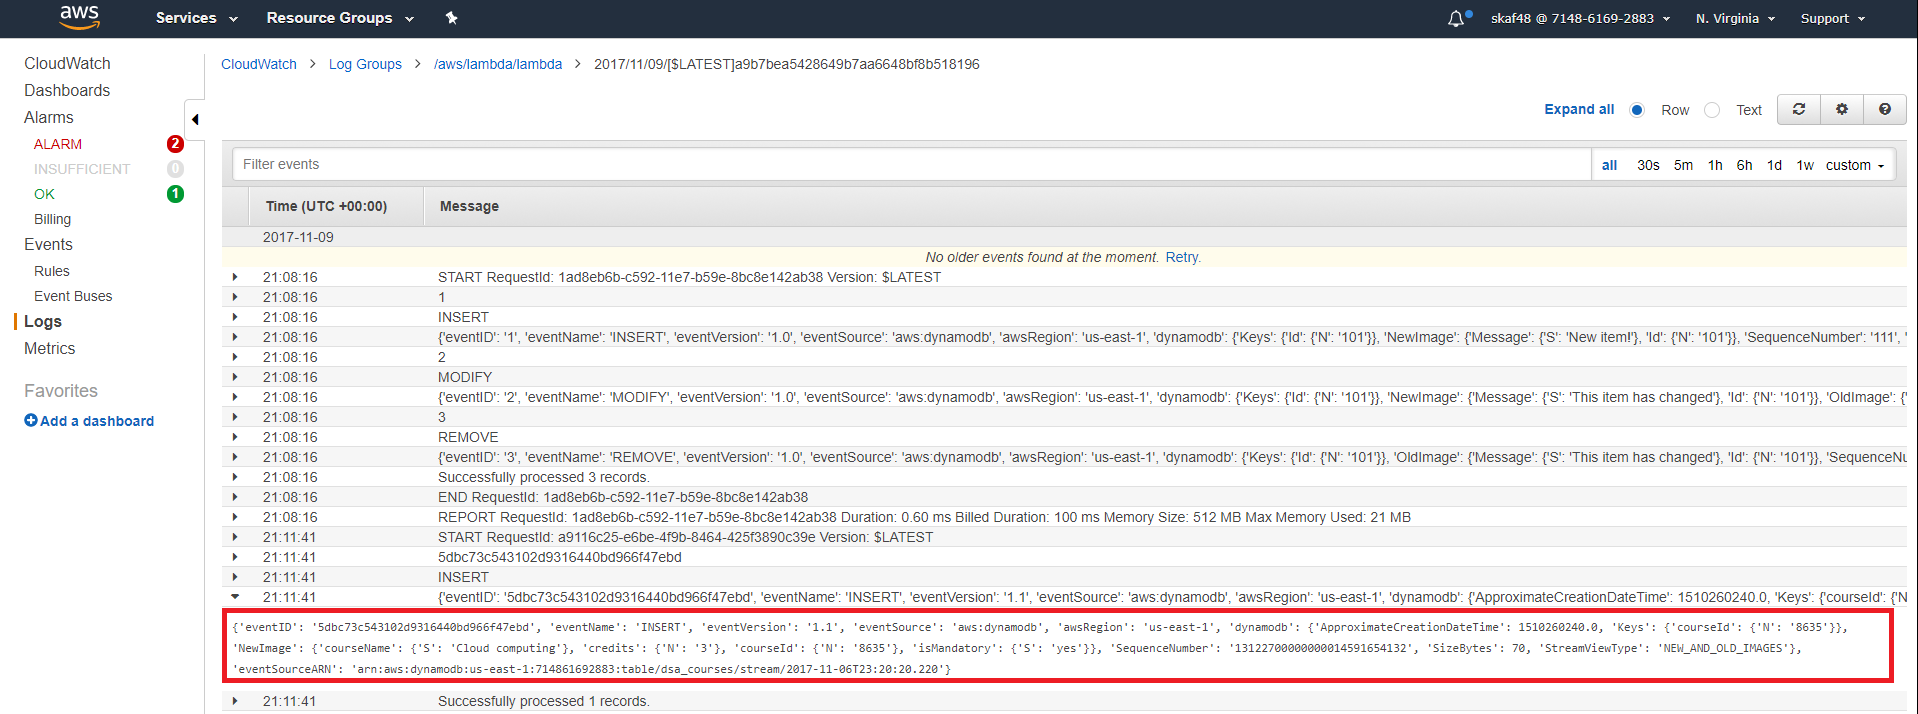 aws Services Resource Groups skaf48 @ 7148-6169-2883 N. Virginia Support
CloudWatch
Dashboards
Alarms
ALARM 2
INSUFFICIENT 0
OK 1
Billing
Events
Rules
Event Buses
Logs
Metrics
Favorites
Add a dashboard
CloudWatch > Log Groups > /aws/lambda/lambda > 2017/11/09/[$LATEST]a9b7bea5428649b7aa6648bf8b518196
Expand all Row Text
Filter events all 30s 5m 1h 6h 1d 1w custom
Time (UTC +00:00) Message
2017-11-09
No older events found at the moment. Retry.
21:08:16 START RequestId: 1ad8eb6b-c592-11e7-b59e-8bc8e142ab38 Version: $LATEST
21:08:16 1
21:08:16 INSERT
21:08:16 {'eventID': '1', 'eventName': 'INSERT', 'eventVersion': '1.0', 'eventSource': 'aws:dynamodb', 'awsRegion': 'us-east-1', 'dynamodb': {'Keys': {'Id': {'N': '101'}}, 'NewImage': {'Message': {'S': 'New item!'}, 'Id': {'N': '101'}}, 'SequenceNumber': '111', '
21:08:16 2
21:08:16 MODIFY
21:08:16 {'eventID': '2', 'eventName': 'MODIFY', 'eventVersion': '1.0', 'eventSource': 'aws:dynamodb', 'awsRegion': 'us-east-1', 'dynamodb': {'Keys': {'Id': {'N': '101'}}, 'NewImage': {'Message': {'S': 'This item has changed'}, 'Id': {'N': '101'}}, 'OldImage': {'
21:08:16 3
21:08:16 REMOVE
21:08:16 {'eventID': '3', 'eventName': 'REMOVE', 'eventVersion': '1.0', 'eventSource': 'aws:dynamodb', 'awsRegion': 'us-east-1', 'dynamodb': {'Keys': {'Id': {'N': '101'}}, 'OldImage': {'Message': {'S': 'This item has changed'}, 'Id': {'N': '101'}}, 'SequenceNu
21:08:16 Successfully processed 3 records.
21:08:16 END RequestId: 1ad8eb6b-c592-11e7-b59e-8bc8e142ab38
21:08:16 REPORT RequestId: 1ad8eb6b-c592-11e7-b59e-8bc8e142ab38 Duration: 0.60 ms Billed Duration: 100 ms Memory Size: 512 MB Max Memory Used: 21 MB
21:11:41 START RequestId: a9116c25-e6be-4f9b-8464-425f3890c39e Version: $LATEST
21:11:41 5dbc73c543102d9316440bd966f47ebd
21:11:41 INSERT
21:11:41 {'eventID': '5dbc73c543102d9316440bd966f47ebd', 'eventName': 'INSERT', 'eventVersion': '1.1', 'eventSource': 'aws:dynamodb', 'awsRegion': 'us-east-1', 'dynamodb': {'ApproximateCreationDateTime': 1510260240.0, 'Keys': {'courseId': {'N
{'eventID': '5dbc73c543102d9316440bd966f47ebd', 'eventName': 'INSERT', 'eventVersion': '1.1', 'eventSource': 'aws:dynamodb', 'awsRegion': 'us-east-1', 'dynamodb': {'ApproximateCreationDateTime': 1510260240.0, 'Keys': {'courseId': {'N': '8635'}},
'NewImage': {'courseName': {'S': 'Cloud computing'}, 'credits': {'N': '3'}, 'courseId': {'N': '8635'}, 'isMandatory': {'S': 'yes'}}, 'SequenceNumber': '13122700000000014591654132', 'SizeBytes': 70, 'StreamViewType': 'NEW_AND_OLD_IMAGES'},
'eventSourceARN': 'arn:aws:dynamodb:us-east-1:714861692883:table/dsa_courses/stream/2017-11-06T23:20:20.220'}
21:11:41 Successfully processed 1 records.